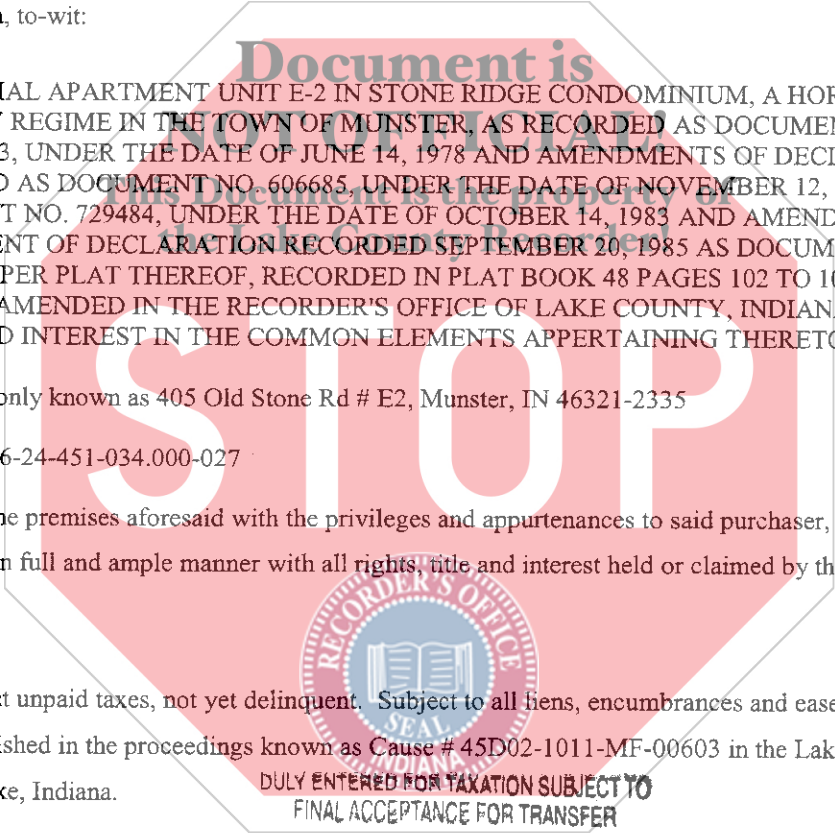 , to-wit:
Document is
IAL APARTMENT UNIT E-2 IN STONE RIDGE CONDOMINIUM, A HOR
REGIME IN THE TOWN OF MUNSTER, AS RECORDED AS DOCUMEN
NOT OFFICIAL!
3, UNDER THE DATE OF JUNE 14, 1978 AND AMENDMENTS OF DECL
D AS DOCUMENT NO. 606685, UNDER THE DATE OF NOVEMBER 12,
This Document is the property of
T NO. 729484, UNDER THE DATE OF OCTOBER 14, 1983 AND AMEND
the Lake County Recorder!
ENT OF DECLARATION RECORDED SEPTEMBER 20, 1985 AS DOCUM
PER PLAT THEREOF, RECORDED IN PLAT BOOK 48 PAGES 102 TO 10
AMENDED IN THE RECORDER'S OFFICE OF LAKE COUNTY, INDIAN
D INTEREST IN THE COMMON ELEMENTS APPERTAINING THERETO
STOP
only known as 405 Old Stone Rd # E2, Munster, IN 46321-2335
6-24-451-034.000-027
he premises aforesaid with the privileges and appurtenances to said purchaser,
n full and ample manner with all rights, title and interest held or claimed by th
RECORDER'S OFFICE
SEAL
INDIANA
t unpaid taxes, not yet delinquent. Subject to all liens, encumbrances and ease
ished in the proceedings known as Cause # 45D02-1011-MF-00603 in the Lak
ke, Indiana.
DULY ENTERED FOR TAXATION SUBJECT TO
FINAL ACCEPTANCE FOR TRANSFER